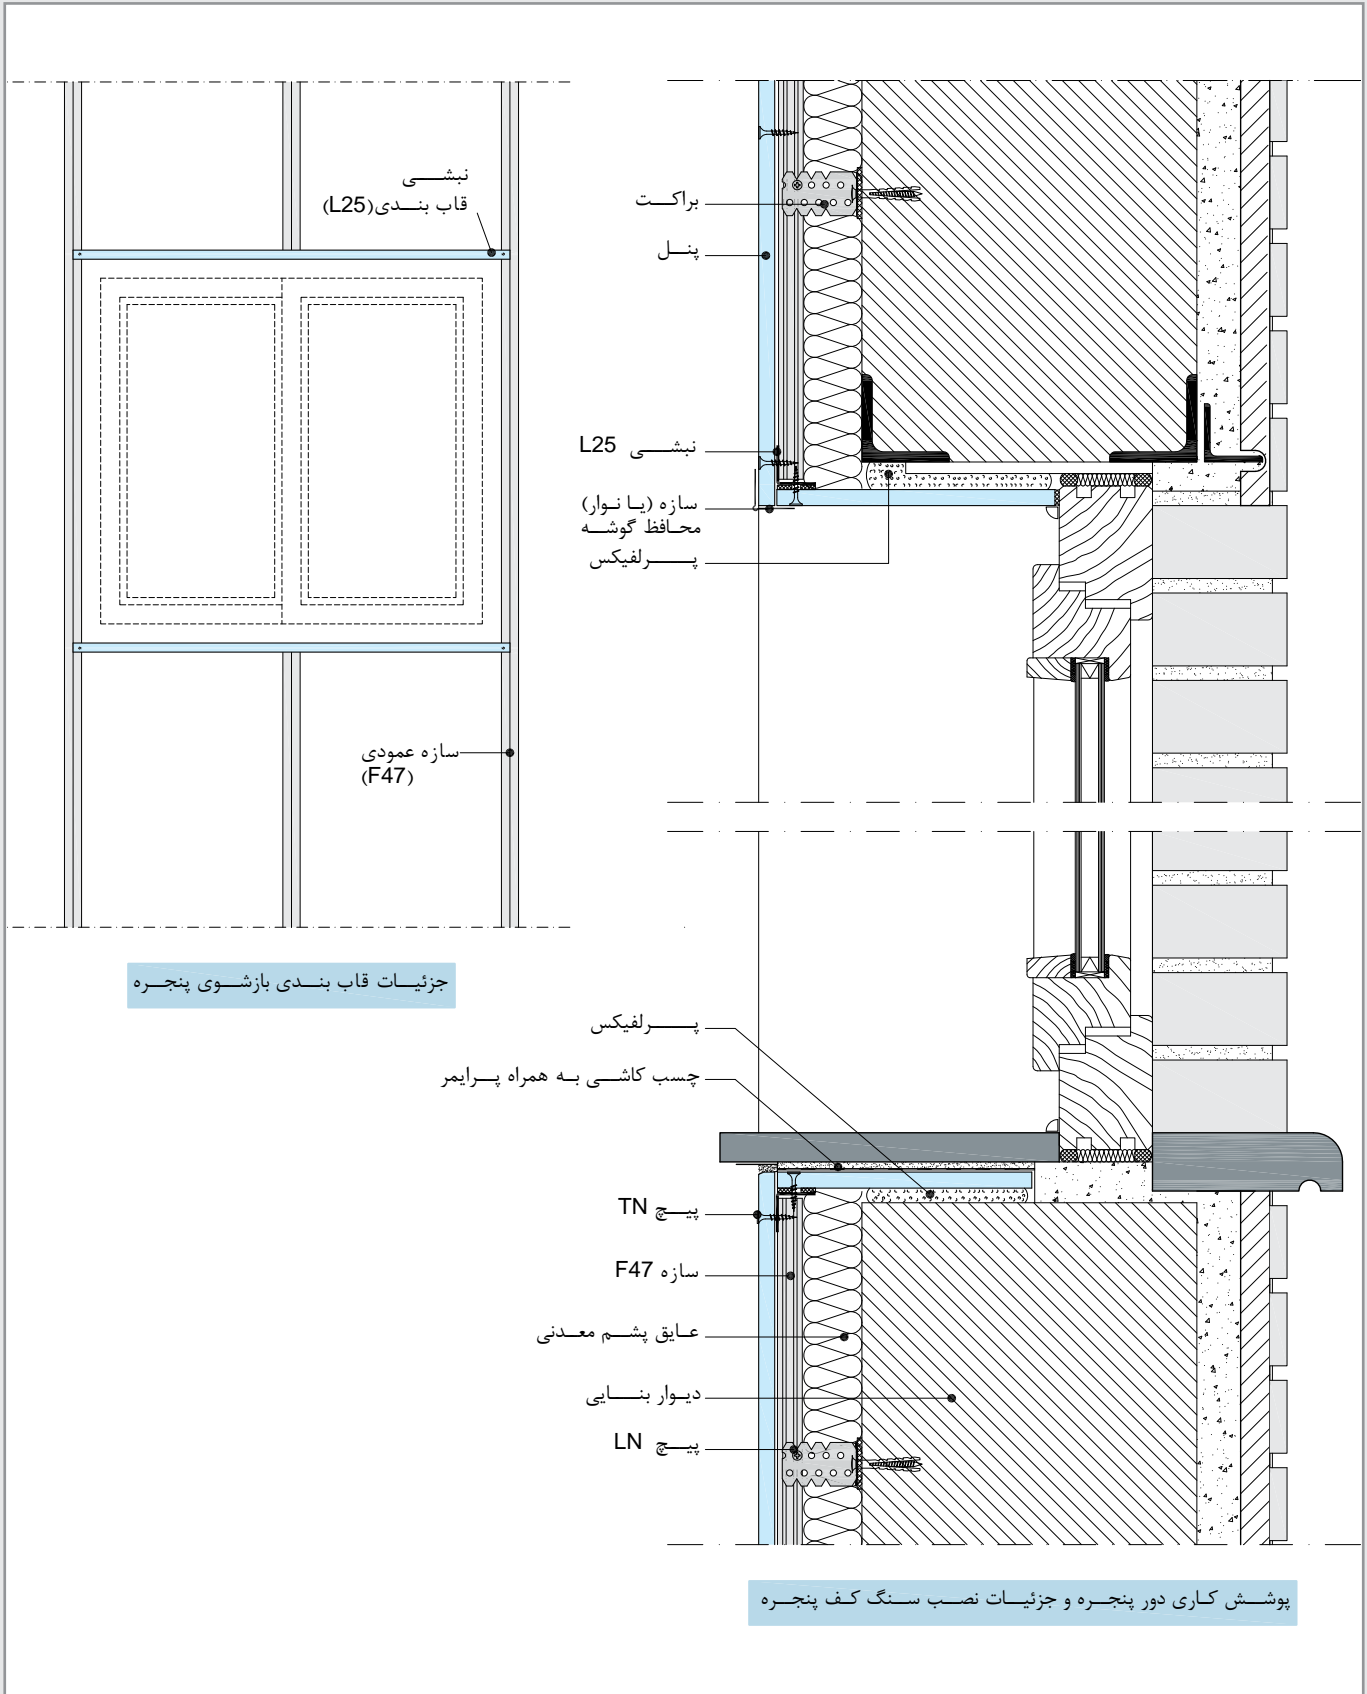 نبشی
قاب بندی(L25)
سازه عمودی
(F47)
جزئیات قاب بندی بازشوی پنجره
براکت
پنل
نبشی L25
سازه (یا نوار)
محافظ گوشه
پرلفیکس
پرلفیکس
چسب کاشی به همراه پرایمر
پیچ TN
سازه F47
عایق پشم معدنی
دیوار بنایی
پیچ LN
پوشش کاری دور پنجره و جزئیات نصب سنگ کف پنجره